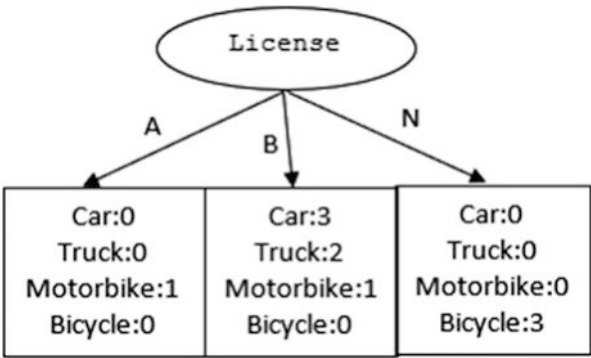 License
A
B
N
Car:0
Truck:0
Motorbike:1
Bicycle:0
Car:3
Truck:2
Motorbike:1
Bicycle:0
Car:0
Truck:0
Motorbike:0
Bicycle:3